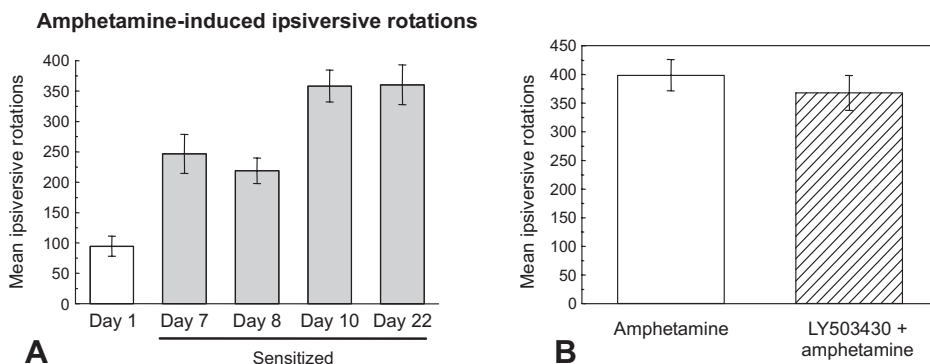 Amphetamine-induced ipsiversive rotations
Mean ipsiversive rotations
400
350
300
250
200
150
100
50
0
Day 1 Day 7 Day 8 Day 10 Day 22
Sensitized
A
Mean ipsiversive rotations
450
400
350
300
250
200
150
100
50
0
Amphetamine
LY503430 +
amphetamine
B